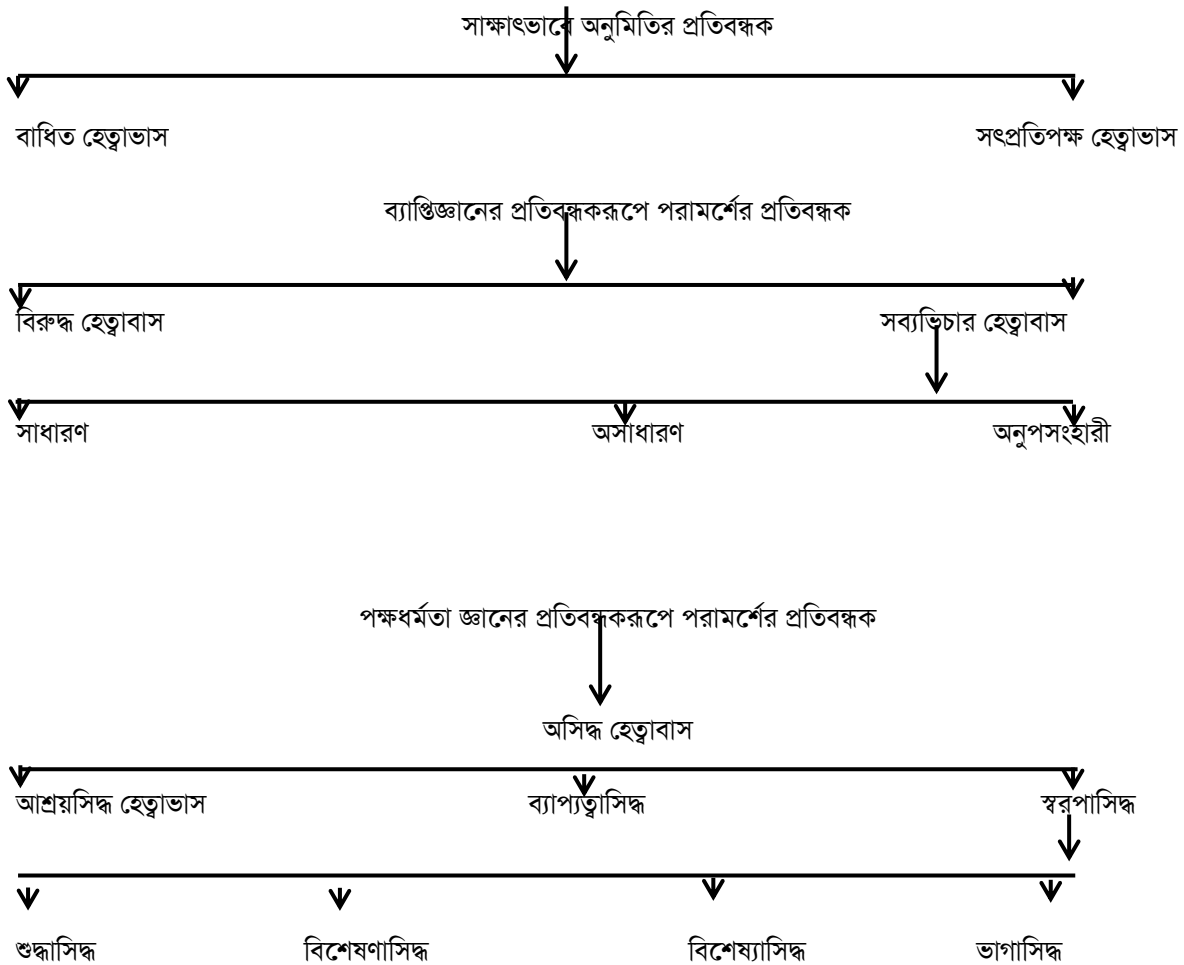 সাক্ষাৎভাবে অনুমিতির প্রতিবন্ধক
বাধিত হেত্বাভাস সৎপ্রতিপক্ষ হেত্বাভাস
ব্যাপ্তিজ্ঞানের প্রতিবন্ধকরূপে পরামর্শের প্রতিবন্ধক
বিরুদ্ধ হেত্বাবাস সব্যভিচার হেত্বাবাস
সাধারণ অসাধারণ অনুপসংহারী
পক্ষধর্মতা জ্ঞানের প্রতিবন্ধকরূপে পরামর্শের প্রতিবন্ধক
অসিদ্ধ হেত্বাবাস
আশ্রয়সিদ্ধ হেত্বাভাস ব্যাপ্যত্বাসিদ্ধ স্বরপাসিদ্ধ
শুদ্ধাসিদ্ধ বিশেষণাসিদ্ধ বিশেষ্যাসিদ্ধ ভাগাসিদ্ধ